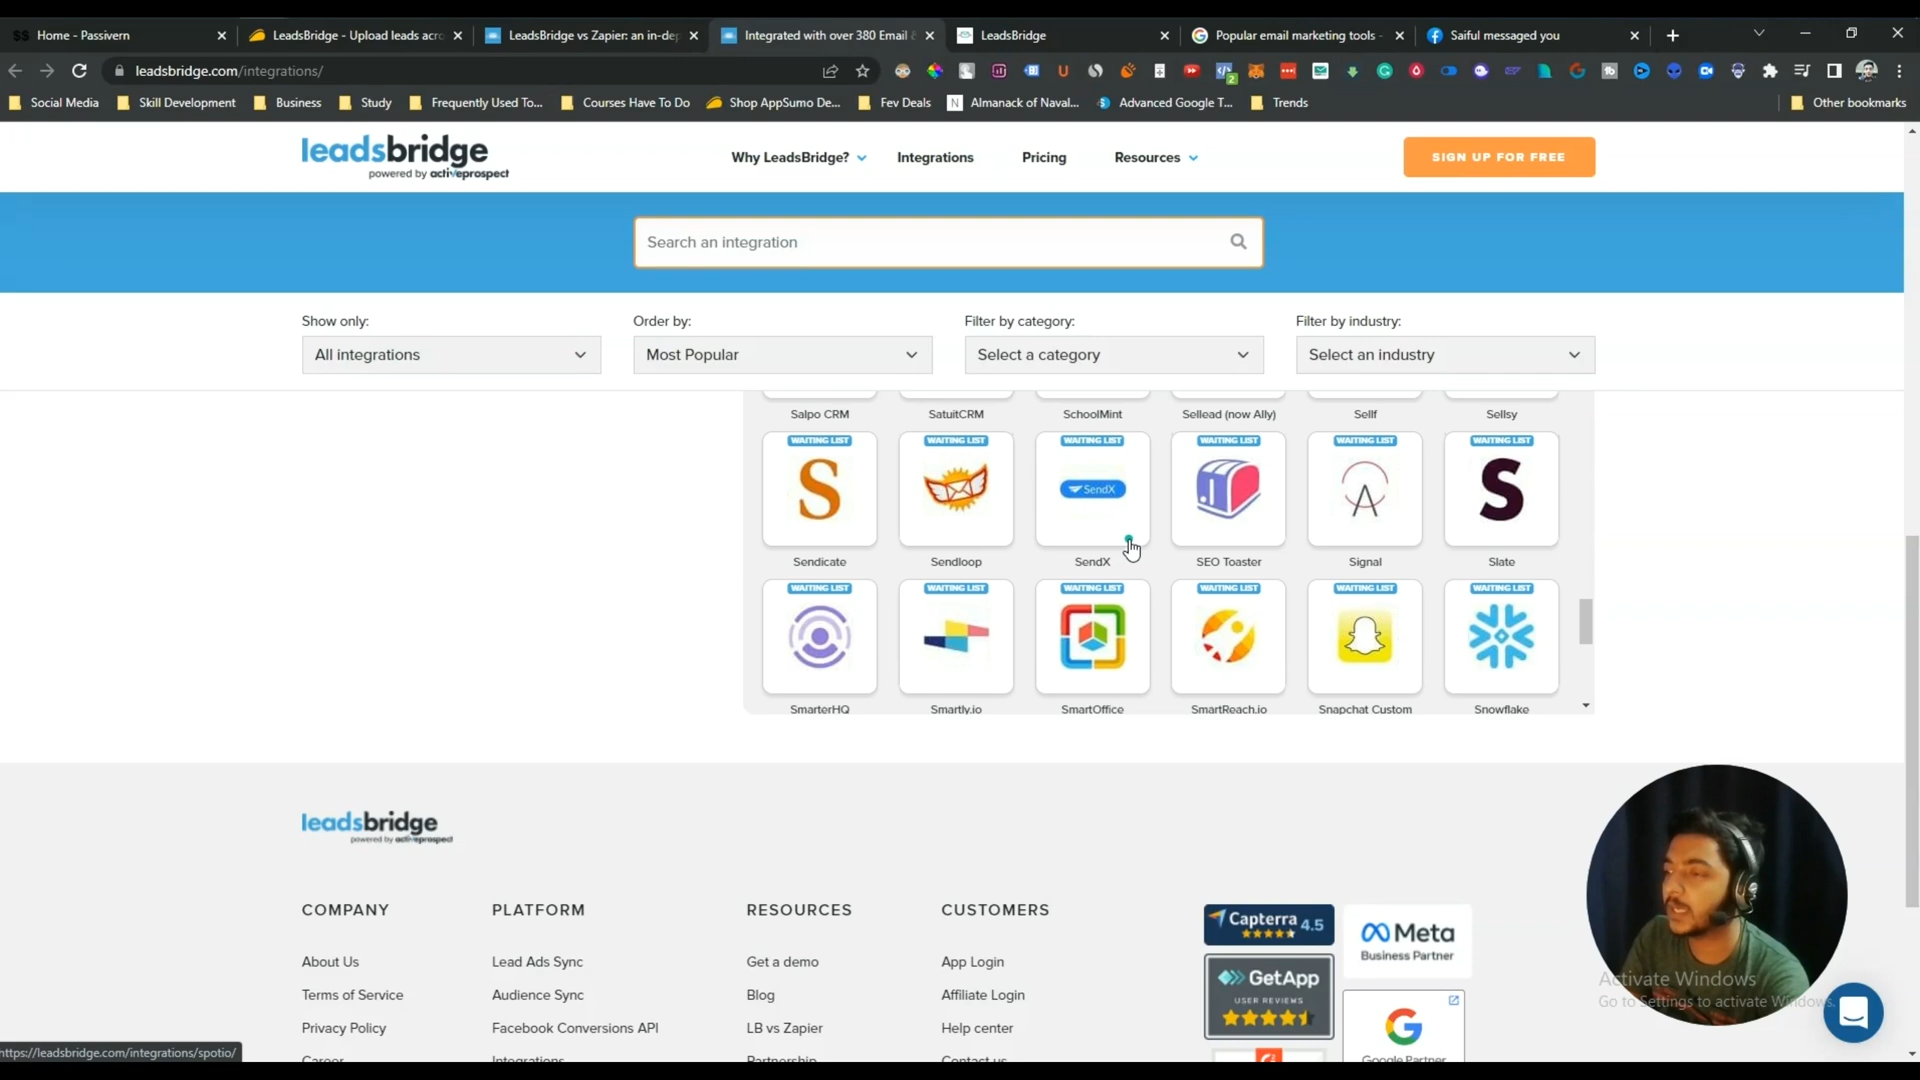 $$ Home - Passivern
LeadsBridge - Upload leads acro
LeadsBridge vs Zapier: an in-dep
Integrated with over 380 Email &
LeadsBridge
Popular email marketing tools -
Saiful messaged you
leadsbridge.com/integrations/
2
Social Media
Skill Development
Business
Study
Frequently Used To...
Courses Have To Do
Shop AppSumo De...
Fev Deals
Almanack of Naval...
Advanced Google T...
Trends
Other bookmarks
leadsbridge
powered by activeprospect
Why LeadsBridge?
Integrations
Pricing
Resources
SIGN UP FOR FREE
Search an integration
Show only:
Order by:
Filter by category:
Filter by industry:
All integrations
Most Popular
Select a category
Select an industry
Salpo CRM
SatuitCRM
SchoolMint
Sellead (now Ally)
Sellf
Sellsy
WAITING LIST
WAITING LIST
WAITING LIST
WAITING LIST
WAITING LIST
WAITING LIST
S
SendX
S
Sendicate
Sendloop
SendX
SEO Toaster
Signal
Slate
WAITING LIST
WAITING LIST
WAITING LIST
WAITING LIST
WAITING LIST
WAITING LIST
SmarterHQ
Smartly.io
SmartOffice
SmartReach.io
Snapchat Custom
Snowflake
leadsbridge
powered by activeprospect
COMPANY
About Us
Terms of Service
Privacy Policy
Career
PLATFORM
Lead Ads Sync
Audience Sync
Facebook Conversions API
Integrations
RESOURCES
Get a demo
Blog
LB vs Zapier
Partnership
CUSTOMERS
App Login
Affiliate Login
Help center
Contact us
Capterra 4.5
Meta
Business Partner
GetApp
USER REVIEWS
Google Partner
Activate Windows
Go to Settings to activate Windows.
https://leadsbridge.com/integrations/spotio/